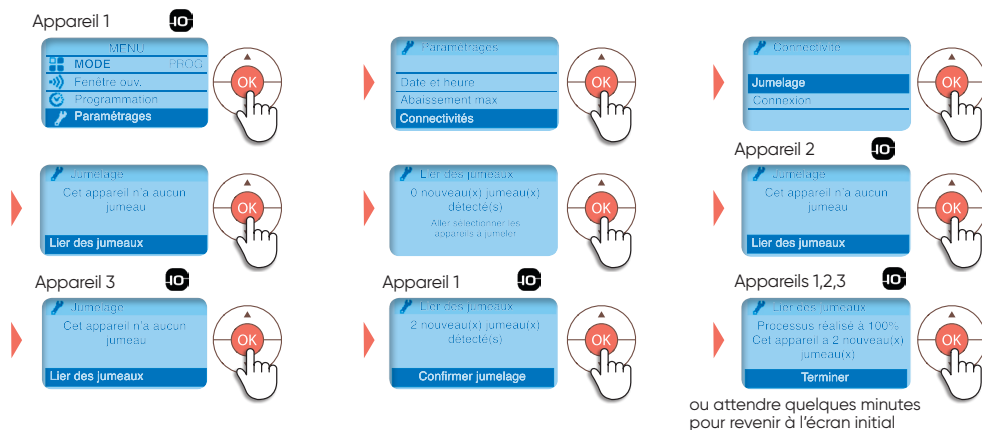 Appareil 1
MENU
MODE PROG
Fenêtre ouv.
Programmation
Paramétrages
OK
Paramétrages
Date et heure
Abaissement max
Connectivités
OK
Connectivité
Jumelage
Connexion
OK
Jumelage
Cet appareil n'a aucun
jumeau
Lier des jumeaux
OK
Lier des jumeaux
0 nouveau(x) jumeau(x)
détecté(s)
Aller sélectionner les
appareils à jumeler
OK
Appareil 2
Jumelage
Cet appareil n'a aucun
jumeau
Lier des jumeaux
OK
Appareil 3
Jumelage
Cet appareil n'a aucun
jumeau
Lier des jumeaux
OK
Appareil 1
Lier des jumeaux
2 nouveau(x) jumeau(x)
détecté(s)
Confirmer jumelage
OK
Appareils 1,2,3
Lier des jumeaux
Processus réalisé à 100%
Cet appareil a 2 nouveau(x)
jumeau(x)
Terminer
OK
ou attendre quelques minutes
pour revenir à l'écran initial